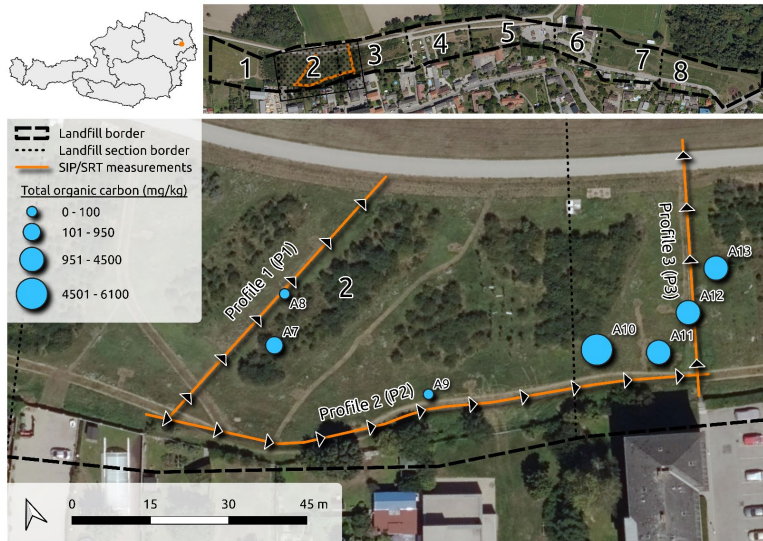 1
2
3
4
5
6
7
8
Landfill border
Landfill section border
SIP/SRT measurements
Total organic carbon (mg/kg)
0 - 100
101 - 950
951 - 4500
4501 - 6100
Profile 1 (P1)
2
Profile 3 (P3)
A13
A8
A12
A7
A10
A11
Profile 2 (P2)
A9
0 15 30 45 m